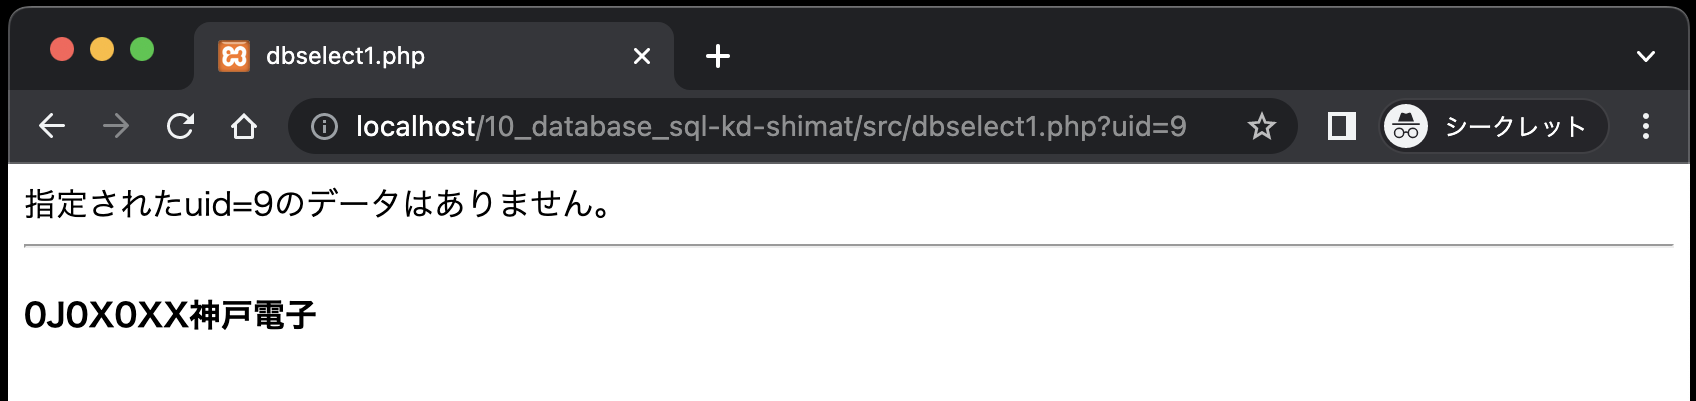 dbselect1.php
localhost/10_database_sql-kd-shimat/src/dbselect1.php?uid=9
シークレット
指定されたuid=9のデータはありません。
0J0X0XX神戸電子